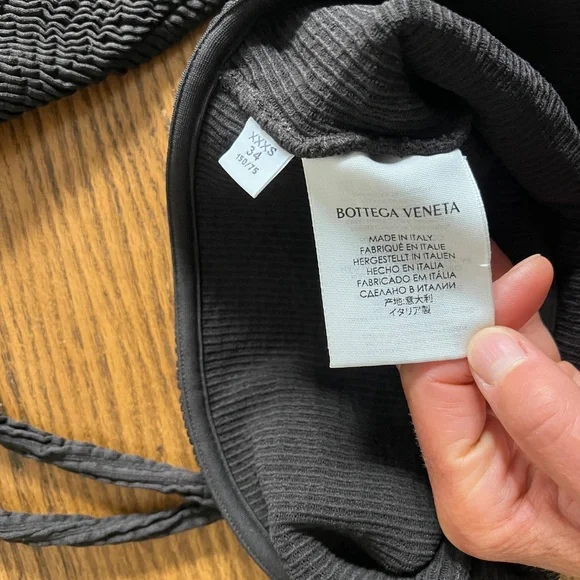 XXXS
34
150/75
BOTTEGA VENETA
MADE IN ITALY
FABRIQUÉ EN ITALIE
HERGESTELLT IN ITALIEN
HECHO EN ITALIA
FABRICADO EM ITÁLIA
СДЕЛАНО В ИТАЛИИ
产地:意大利
イタリア製